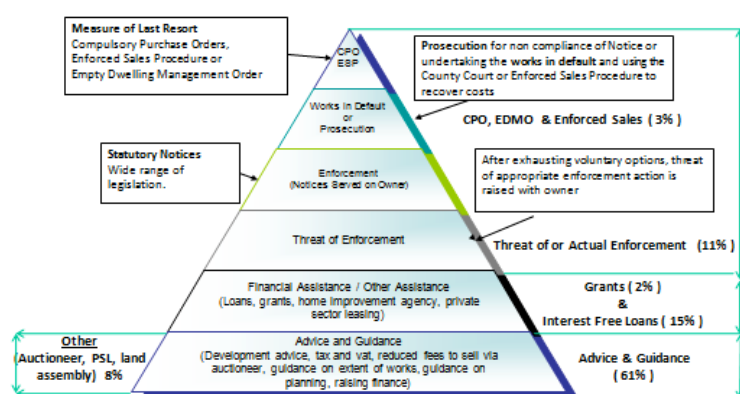 Measure of Last Resort
Compulsory Purchase Orders,
Enforced Sales Procedure or
Empty Dwelling Management Order
CPO
ESP
Prosecution for non compliance of Notice or
undertaking the works in default and using the
County Court or Enforced Sales Procedure to
recover costs
Works In Default
or
Prosecution
CPO, EDMO & Enforced Sales ( 3% )
Statutory Notices
Wide range of
legislation.
Enforcement
(Notices Served on Owner)
After exhausting voluntary options, threat
of appropriate enforcement action is
raised with owner
Threat of Enforcement
Threat of or Actual Enforcement (11% )
Financial Assistance / Other Assistance
(Loans, grants, home improvement agency, private
sector leasing)
Grants ( 2% )
&
Interest Free Loans ( 15% )
Other
(Auctioneer, PSL, land
assembly) 8%
Advice and Guidance
(Development advice, tax and vat, reduced fees to sell via
auctioneer, guidance on extent of works, guidance on
planning, raising finance)
Advice & Guidance
( 61% )